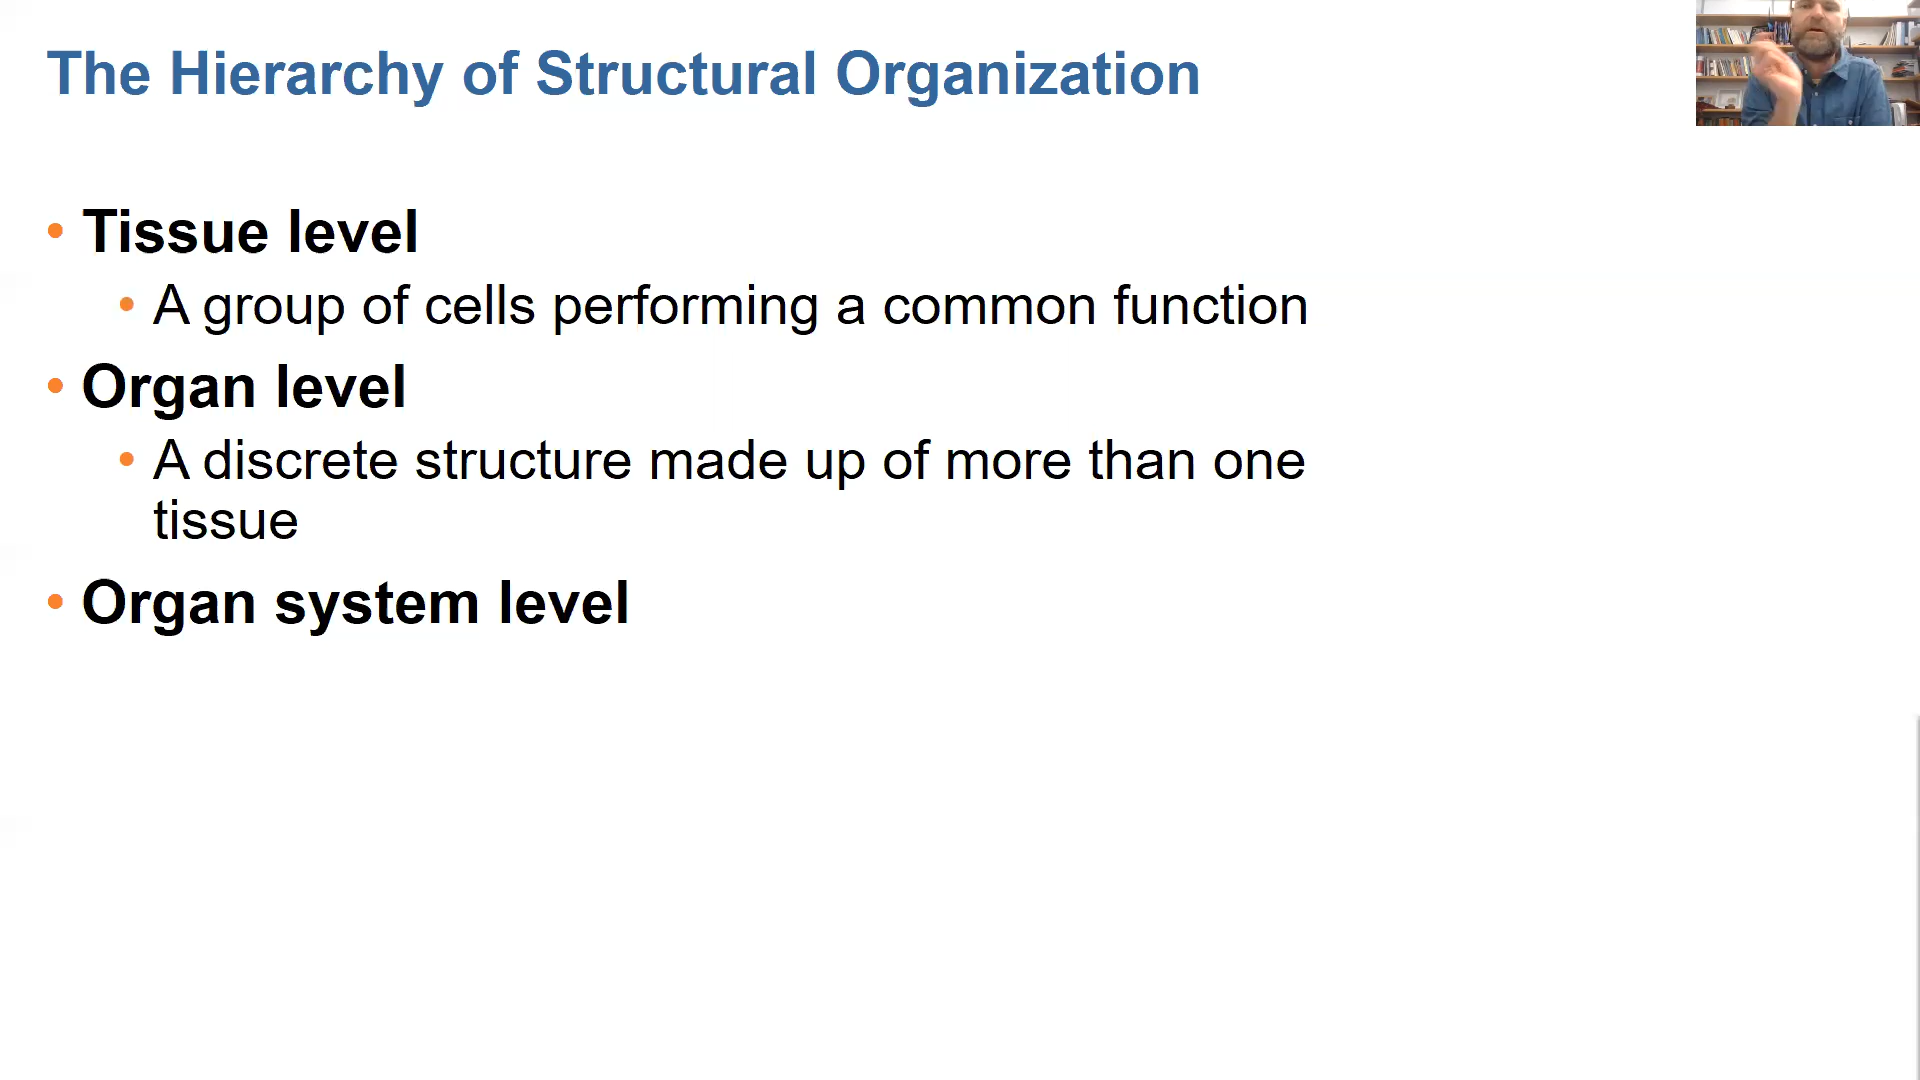 The Hierarchy of Structural Organization
• Tissue level
• A group of cells performing a common function
• Organ level
• A discrete structure made up of more than one
tissue
• Organ system level